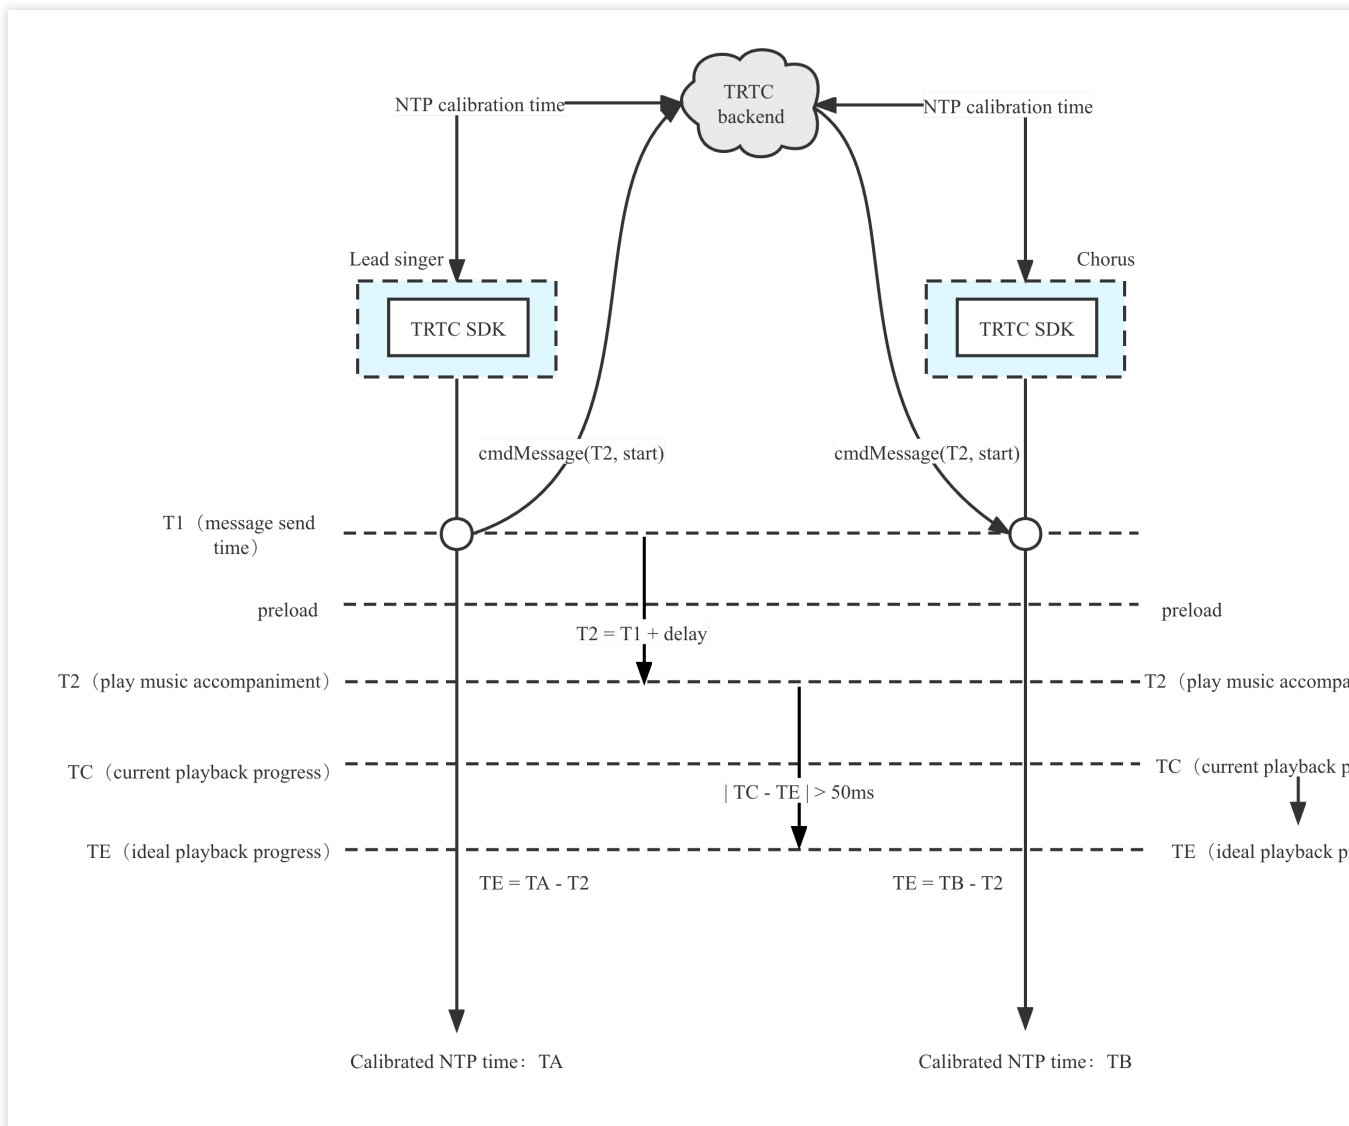 TRTC
backend
NTP calibration time
NTP calibration time
Lead singer
Chorus
TRTC SDK
TRTC SDK
cmdMessage(T2, start)
cmdMessage(T2, start)
T1（message send
time）
preload
preload
T2 = T1 + delay
T2（play music accompaniment）
T2（play music accompa
TC（current playback progress）
TC（current playback p
| TC - TE | > 50ms
TE（ideal playback progress）
TE（ideal playback p
TE = TA - T2
TE = TB - T2
Calibrated NTP time： TA
Calibrated NTP time： TB